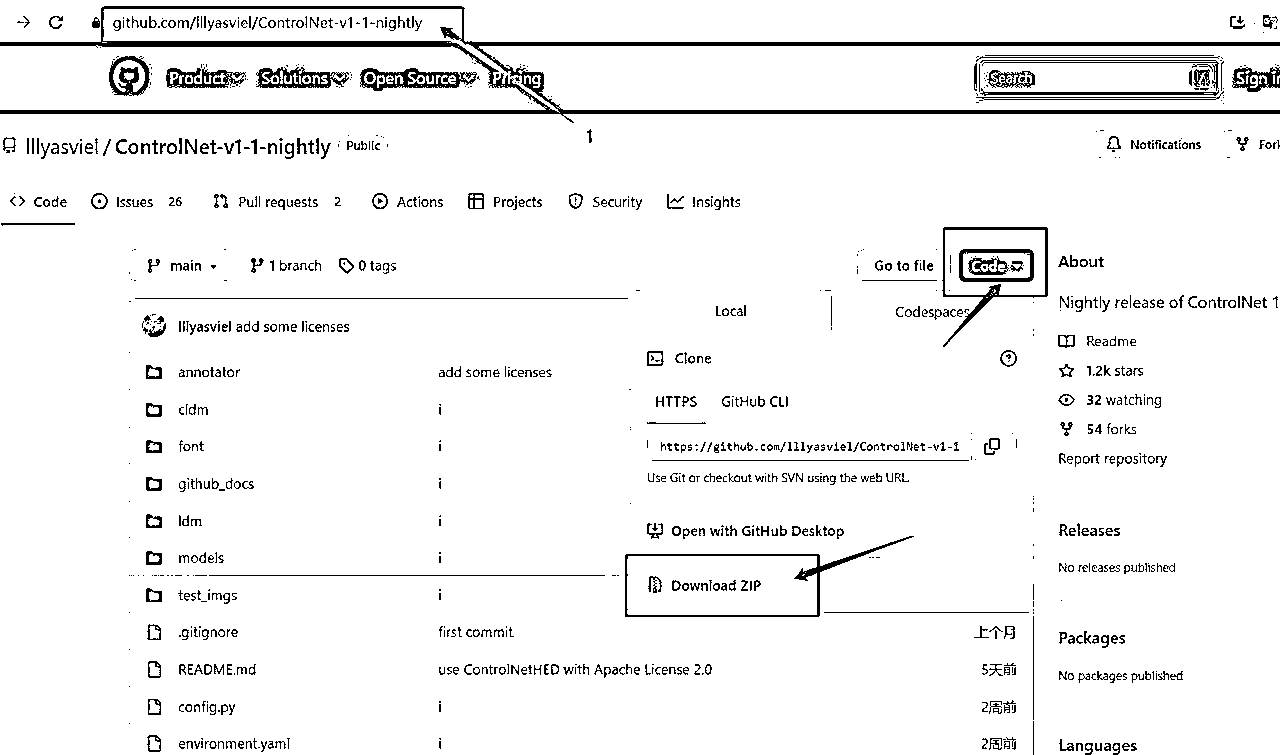 github.com/lllyasviel/ControlNet-v1-1-nightly
Product Solutions Open Source Pricing Search / Sign in
1
lllyasviel / ControlNet-v1-1-nightly Public Notifications Fork
Code Issues 26 Pull requests 2 Actions Projects Security Insights
main 1 branch 0 tags Go to file Code
About
Nightly release of ControlNet 1
Local Codespaces
lllyasviel add some licenses
Readme
Clone
1.2k stars
annotator add some licenses
HTTPS GitHub CLI
32 watching
cldm i
54 forks
font i
https://github.com/lllyasviel/ControlNet-v1-1
Report repository
Use Git or checkout with SVN using the web URL.
github_docs i
ldm i
Open with GitHub Desktop
Releases
models i
No releases published
Download ZIP
test_imgs i
.gitignore first commit 上个月
Packages
README.md use ControlNetHED with Apache License 2.0 5天前
No packages published
config.py i 2周前
environment.yaml i 2周前
Languages